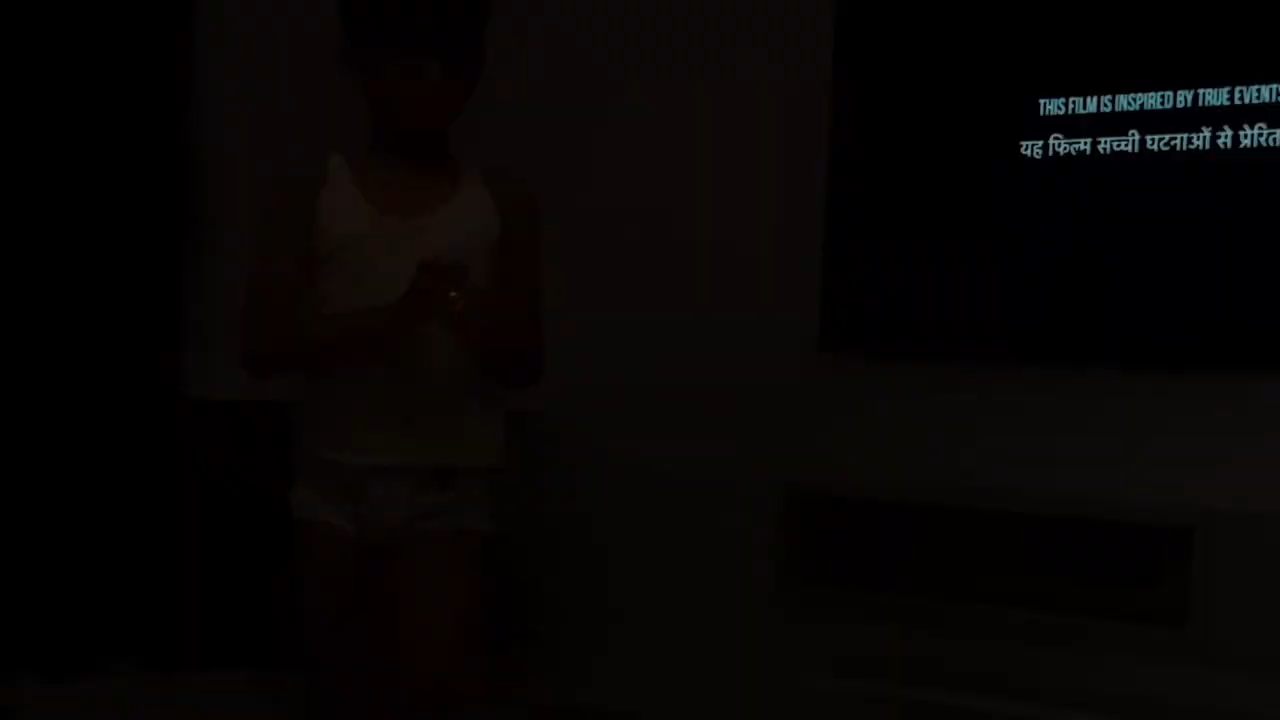 THIS FILM IS INSPIRED BY TRUE EVENTS
यह फिल्म सच्ची घटनाओं से प्रेरित